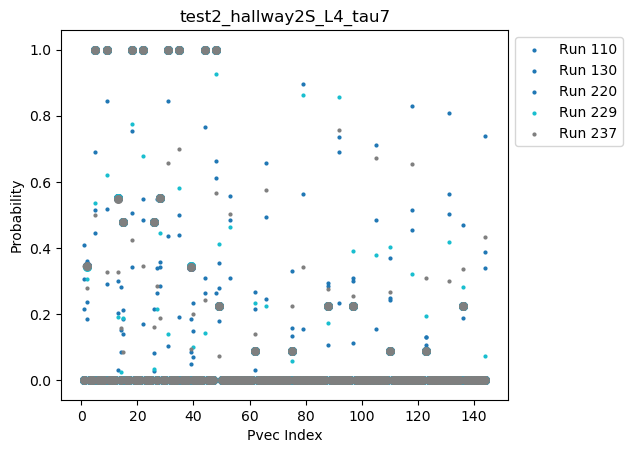 test2_hallway2S_L4_tau7
1.0
0.8
0.6
0.4
0.2
0.0
Probability
0 20 40 60 80 100 120 140
Pvec Index
Run 110
Run 130
Run 220
Run 229
Run 237